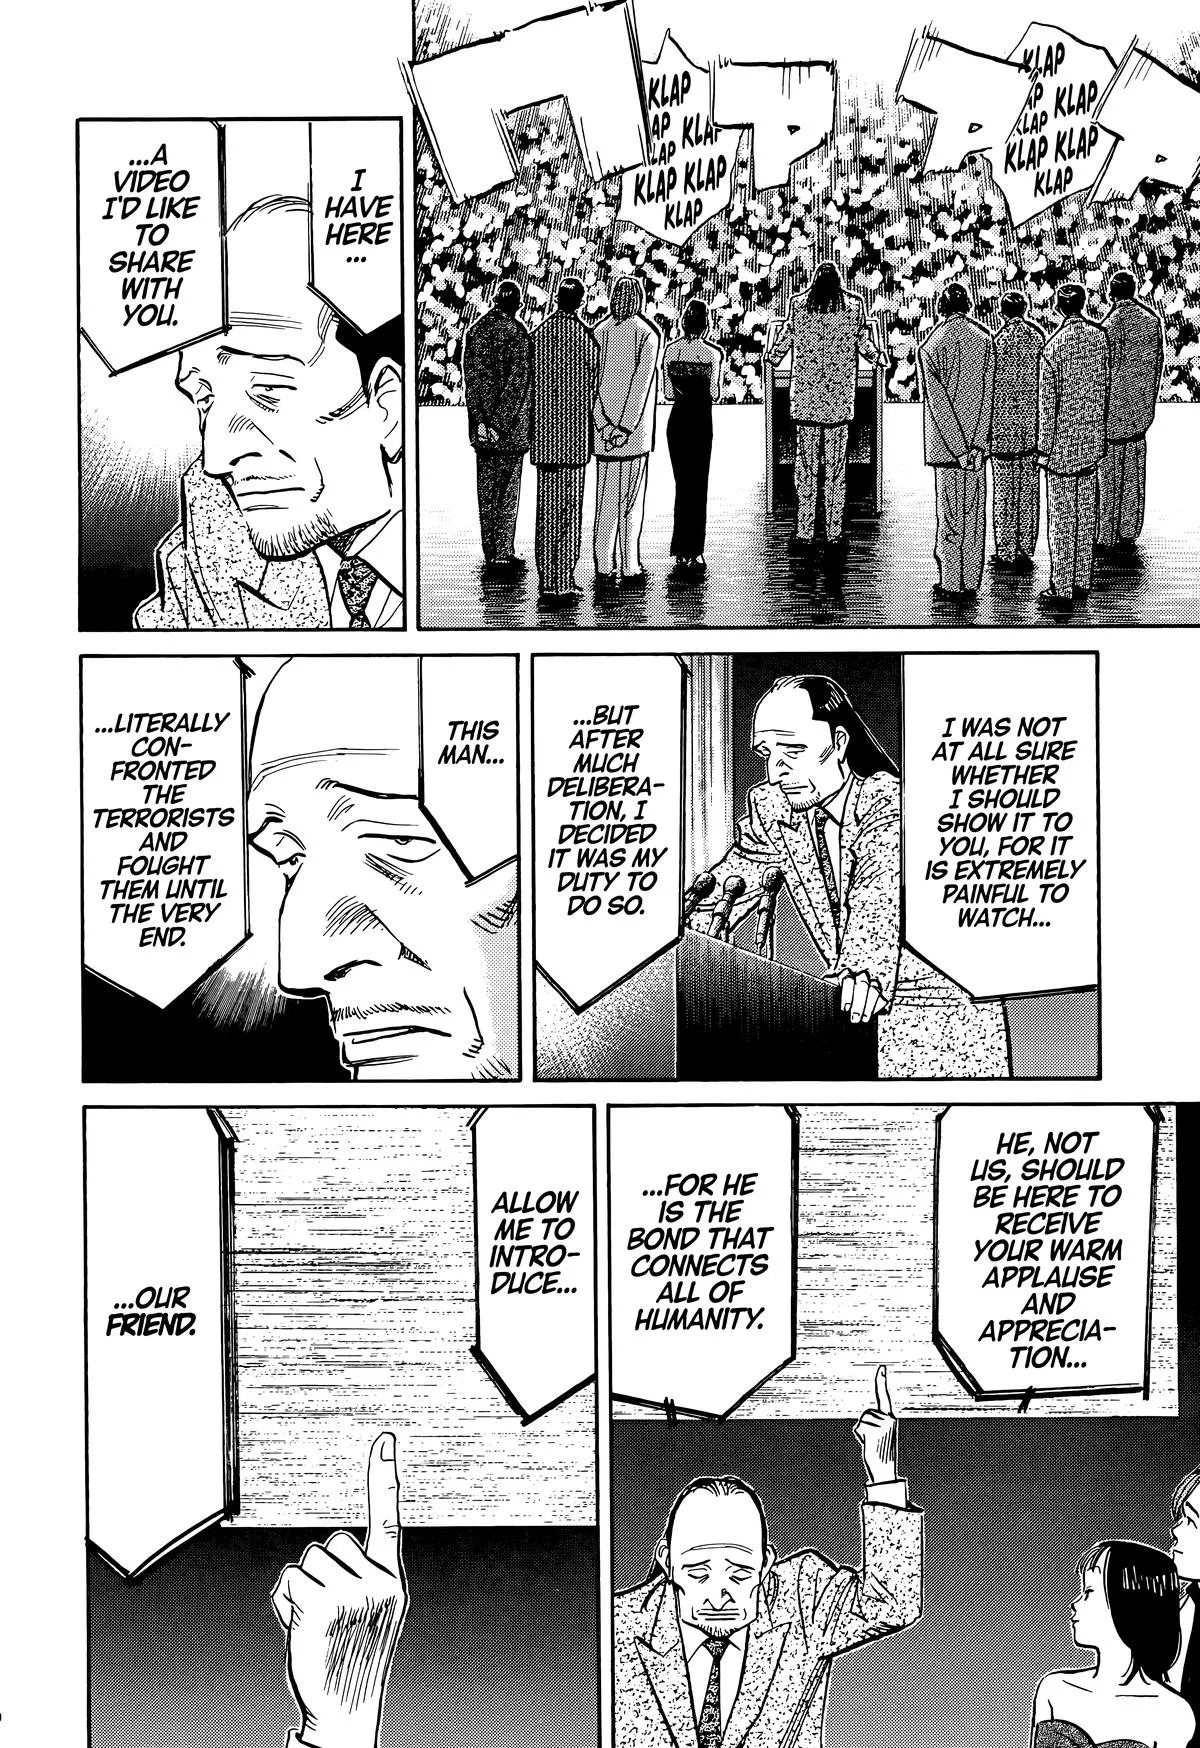 KLAP
KLAP
KLAP KLAP
KLAP
KLAP
KLAP
KLAP KLAP
KLAP KLAP
KLAP
I
HAVE
HERE
...
...A
VIDEO
I'D LIKE
TO
SHARE
WITH
YOU.
I WAS NOT
AT ALL SURE
WHETHER
I SHOULD
SHOW IT TO
YOU, FOR IT
IS EXTREMELY
PAINFUL TO
WATCH...
...BUT
AFTER
MUCH
DELIBERA-
TION, I
DECIDED
IT WAS MY
DUTY TO
DO SO.
THIS
MAN...
...LITERALLY
CON-
FRONTED
THE
TERRORISTS
AND
FOUGHT
THEM UNTIL
THE VERY
END.
HE, NOT
US, SHOULD
BE HERE TO
RECEIVE
YOUR WARM
APPLAUSE
AND
APPRECIA-
TION...
...FOR HE
IS THE
BOND THAT
CONNECTS
ALL OF
HUMANITY.
ALLOW
ME TO
INTRO-
DUCE...
...OUR
FRIEND.